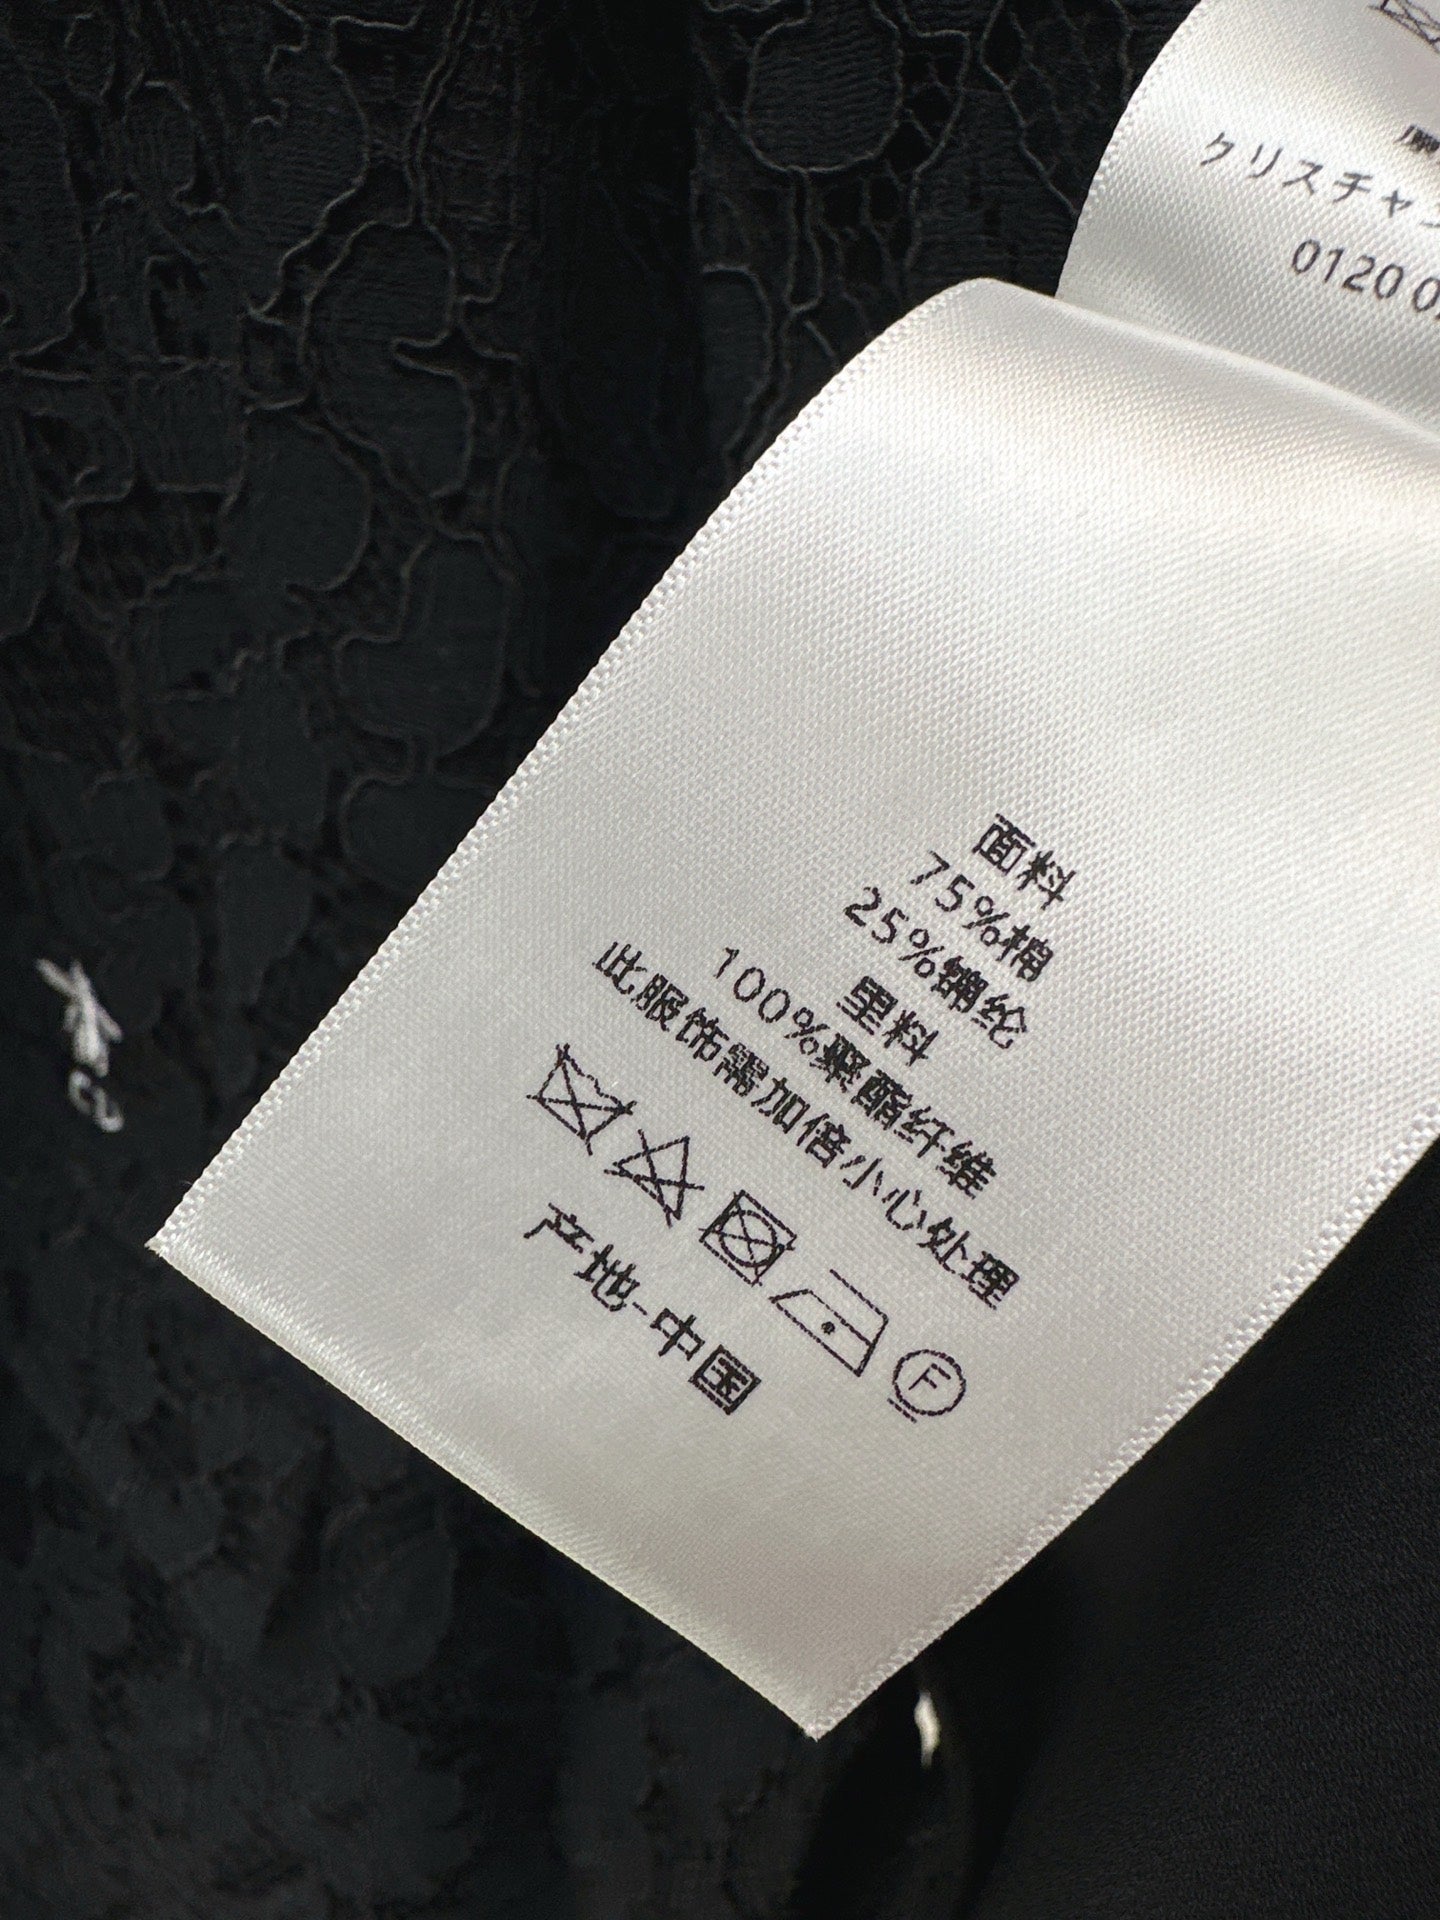 クリスチャン
0120 0
面料
75%棉
25%锦纶
里料
100%聚酯纤维
此服饰需加倍小心处理
F
产地-中国